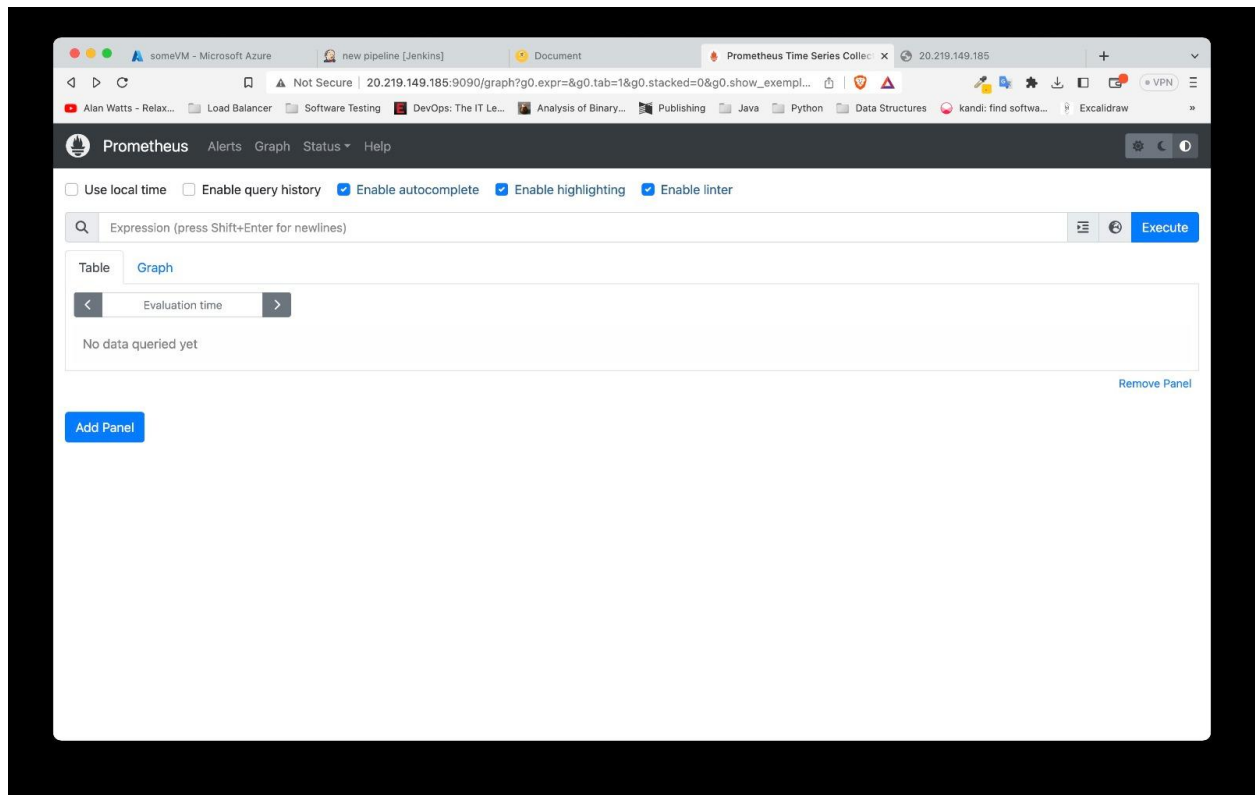 someVM - Microsoft Azure new pipeline [Jenkins] Document Prometheus Time Series Collec 20.219.149.185
Not Secure 20.219.149.185:9090/graph?g0.expr=&g0.tab=1&g0.stacked=0&g0.show_exempl... VPN
Alan Watts - Relax... Load Balancer Software Testing DevOps: The IT Le... Analysis of Binary... Publishing Java Python Data Structures kandi: find softwa... Excalidraw »
Prometheus Alerts Graph Status Help
Use local time Enable query history Enable autocomplete Enable highlighting Enable linter
Expression (press Shift+Enter for newlines) Execute
Table Graph
Evaluation time
No data queried yet
Remove Panel
Add Panel